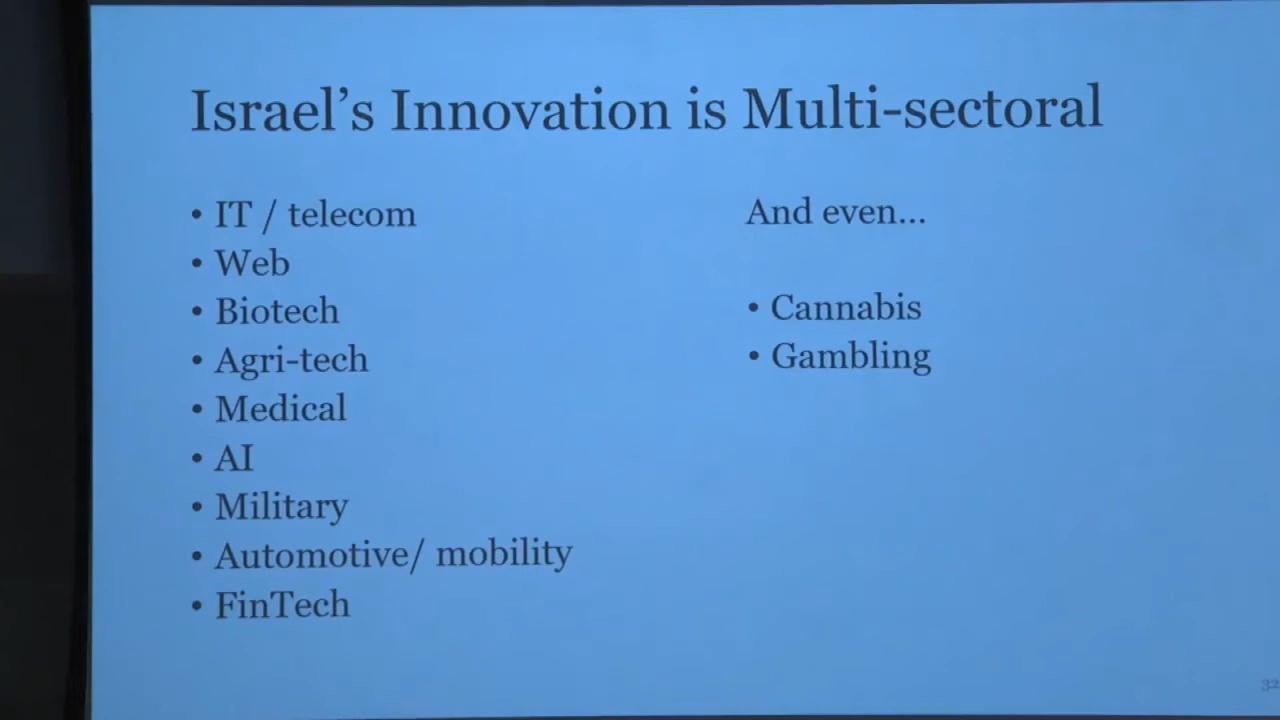 Israel’s Innovation is Multi-sectoral
• IT / telecom
• Web
• Biotech
• Agri-tech
• Medical
• AI
• Military
• Automotive/ mobility
• FinTech
And even...
• Cannabis
• Gambling
32